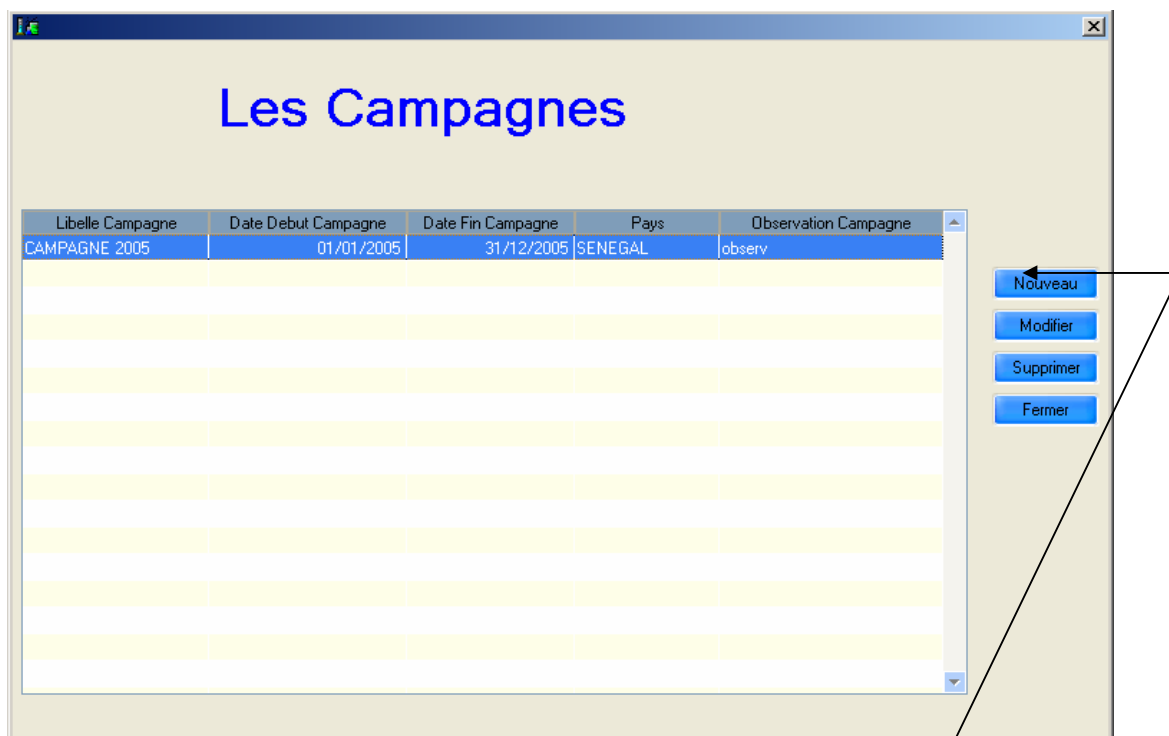 Les Campagnes
Libelle Campagne Date Debut Campagne Date Fin Campagne Pays Observation Campagne
CAMPAGNE 2005 01/01/2005 31/12/2005 SENEGAL observ
Nouveau
Modifier
Supprimer
Fermer